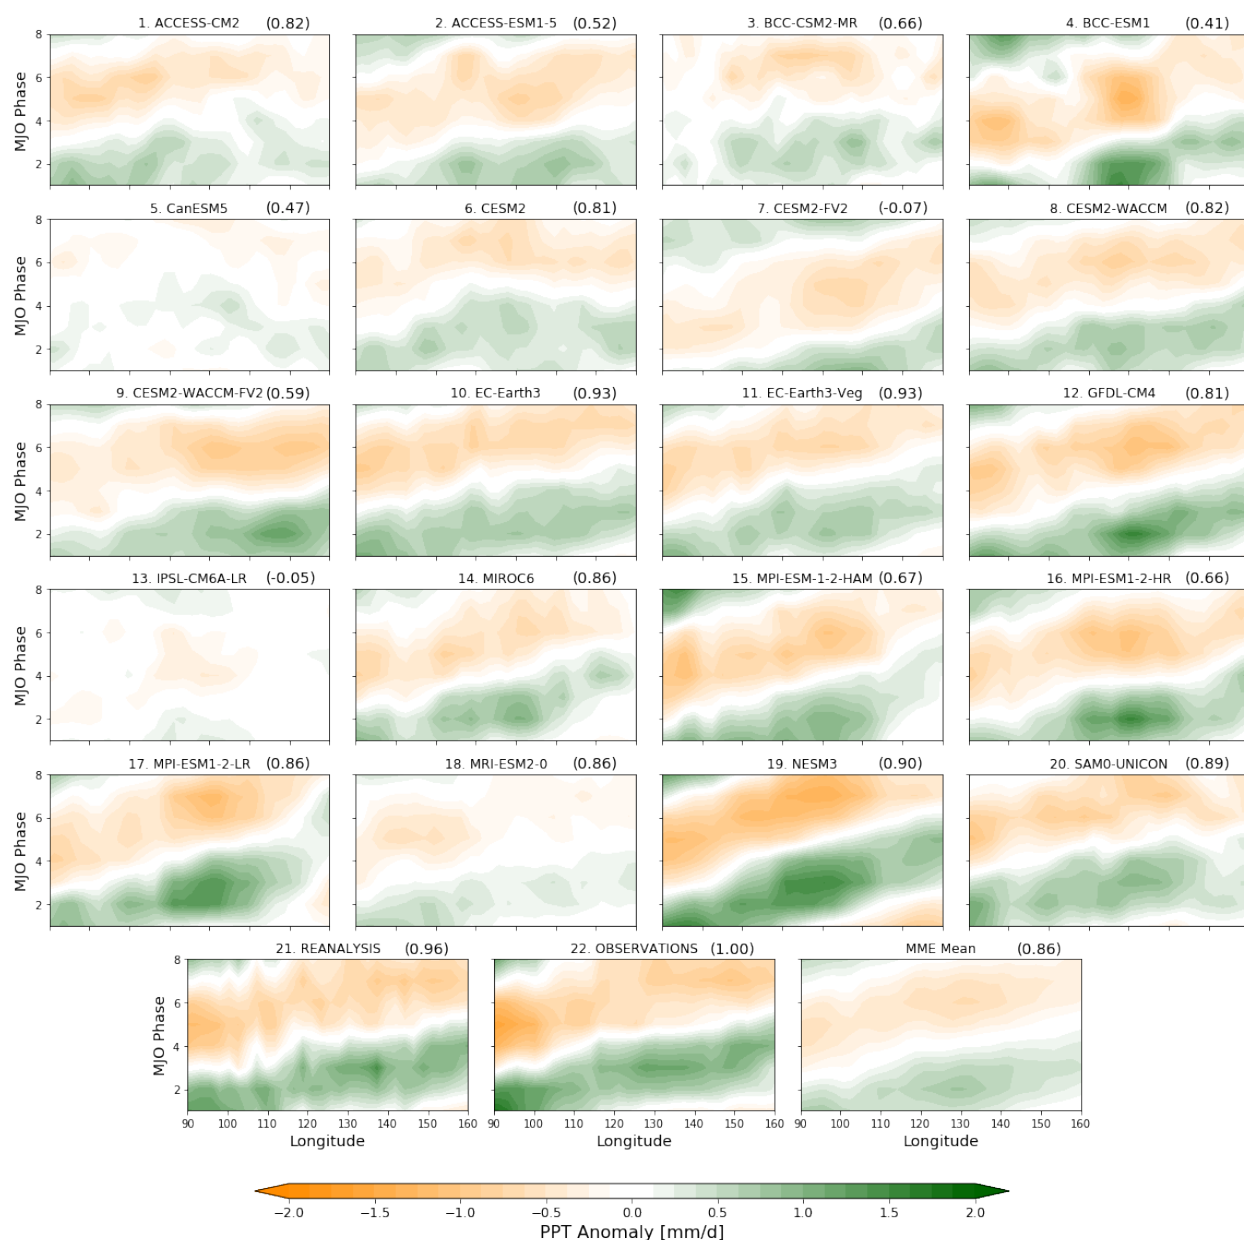 1. ACCESS-CM2 (0.82) 2. ACCESS-ESM1-5 (0.52) 3. BCC-CSM2-MR (0.66) 4. BCC-ESM1 (0.41)
8
6
4
2
MJO Phase
5. CanESM5 (0.47) 6. CESM2 (0.81) 7. CESM2-FV2 (-0.07) 8. CESM2-WACCM (0.82)
8
6
4
2
MJO Phase
9. CESM2-WACCM-FV2 (0.59) 10. EC-Earth3 (0.93) 11. EC-Earth3-Veg (0.93) 12. GFDL-CM4 (0.81)
8
6
4
2
MJO Phase
13. IPSL-CM6A-LR (-0.05) 14. MIROC6 (0.86) 15. MPI-ESM-1-2-HAM (0.67) 16. MPI-ESM1-2-HR (0.66)
8
6
4
2
MJO Phase
17. MPI-ESM1-2-LR (0.86) 18. MRI-ESM2-0 (0.86) 19. NESM3 (0.90) 20. SAM0-UNICON (0.89)
8
6
4
2
MJO Phase
21. REANALYSIS (0.96) 22. OBSERVATIONS (1.00) MME Mean (0.86)
8
6
4
2
MJO Phase
90 100 110 120 130 140 150 160 90 100 110 120 130 140 150 160 90 100 110 120 130 140 150 160
Longitude Longitude Longitude
−2.0 −1.5 −1.0 −0.5 0.0 0.5 1.0 1.5 2.0
PPT Anomaly [mm/d]